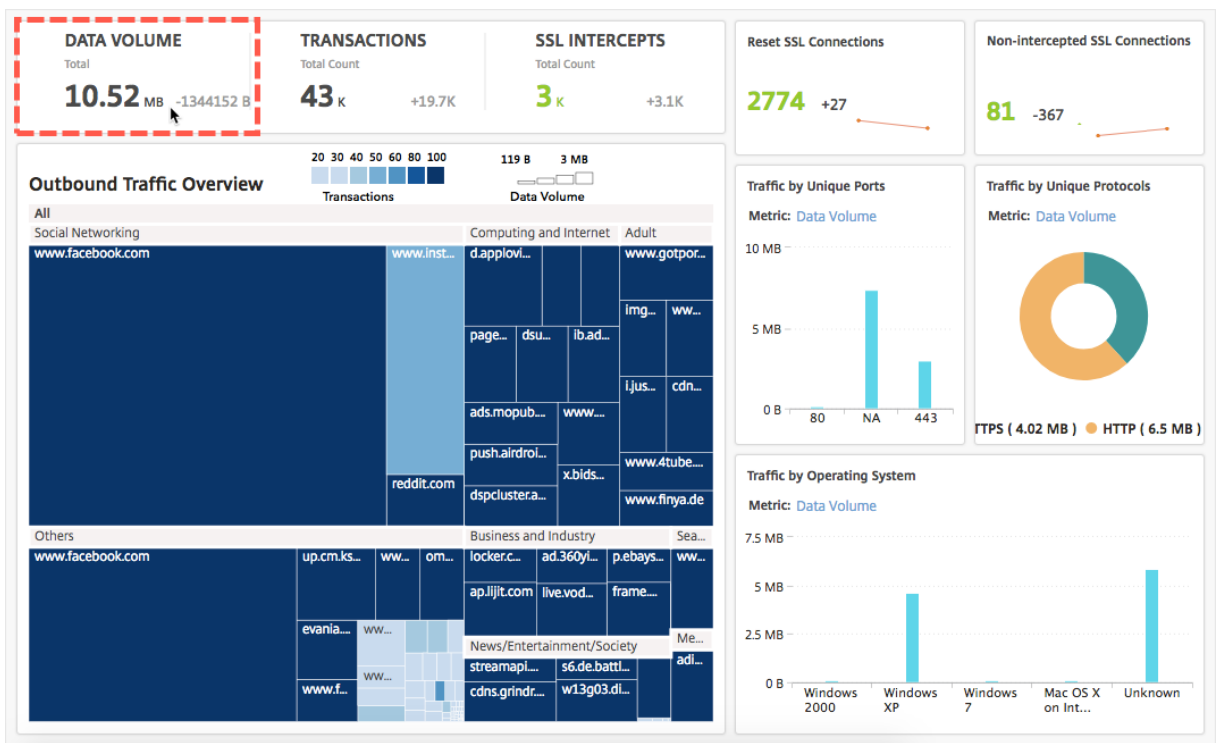 DATA VOLUME
Total
10.52 MB -1344152 B
TRANSACTIONS
Total Count
43 K +19.7K
SSL INTERCEPTS
Total Count
3 K +3.1K
Reset SSL Connections
2774 +27
Non-intercepted SSL Connections
81 -367
Outbound Traffic Overview
20 30 40 50 60 80 100
Transactions
119 B 3 MB
Data Volume
All
Social Networking
www.facebook.com
www.inst...
reddit.com
Computing and Internet
d.applovi...
page... dsu... ib.ad...
ads.mopub.... www....
push.airdroi...
x.bids...
dspcluster.a...
Adult
www.gotpor...
img... ww...
i.jus... cdn...
www.4tube....
www.finya.de
Others
www.facebook.com
up.cm.ks... ww... om...
evania.... ww...
ww...
www.f...
Business and Industry
locker.c... ad.360yi... p.ebays...
ap.lijit.com live.vod... frame....
Sea...
ww...
News/Entertainment/Society
streamapi.... s6.de.battl...
cdns.grindr.... w13g03.di...
Me...
adi...
Traffic by Unique Ports
Metric: Data Volume
10 MB
5 MB
0 B
80 NA 443
Traffic by Unique Protocols
Metric: Data Volume
TTPS ( 4.02 MB ) HTTP ( 6.5 MB )
Traffic by Operating System
Metric: Data Volume
7.5 MB
5 MB
2.5 MB
0 B
Windows 2000
Windows XP
Windows 7
Mac OS X on Int...
Unknown